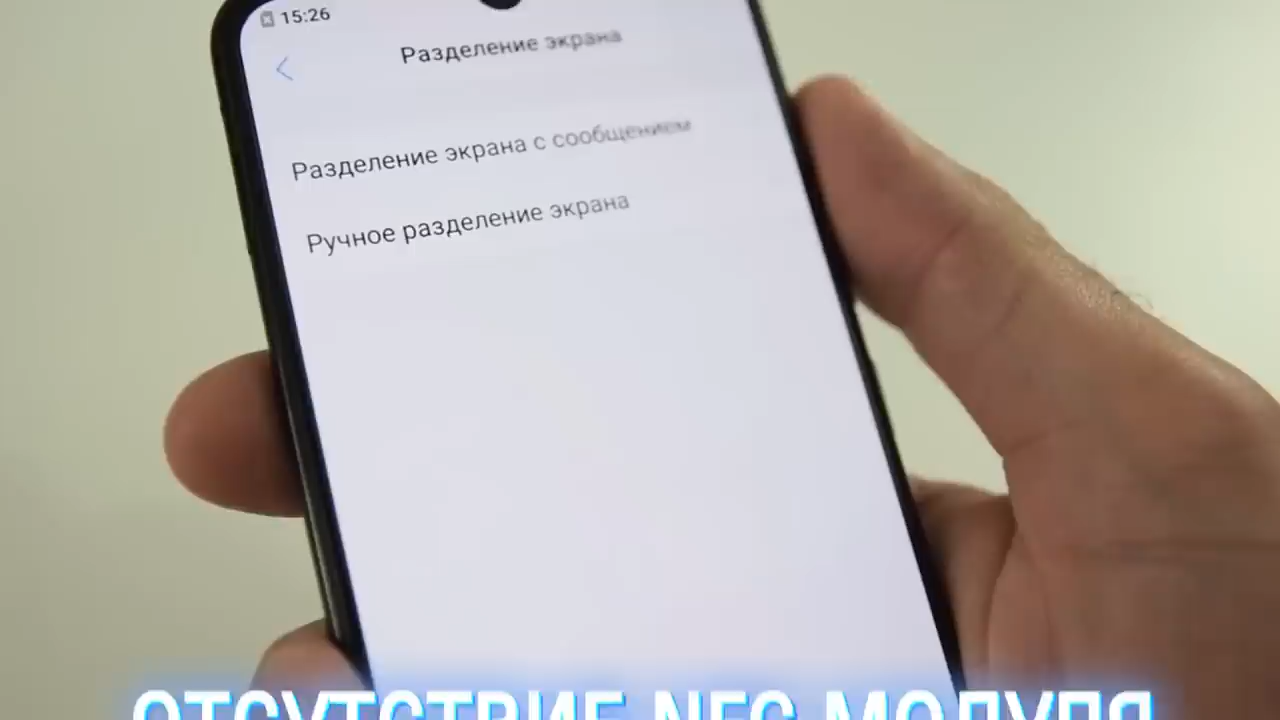 15:26
Разделение экрана
Разделение экрана с сообщением
Ручное разделение экрана
ОТСУТСТВИЕ NFC МОДУЛЯ